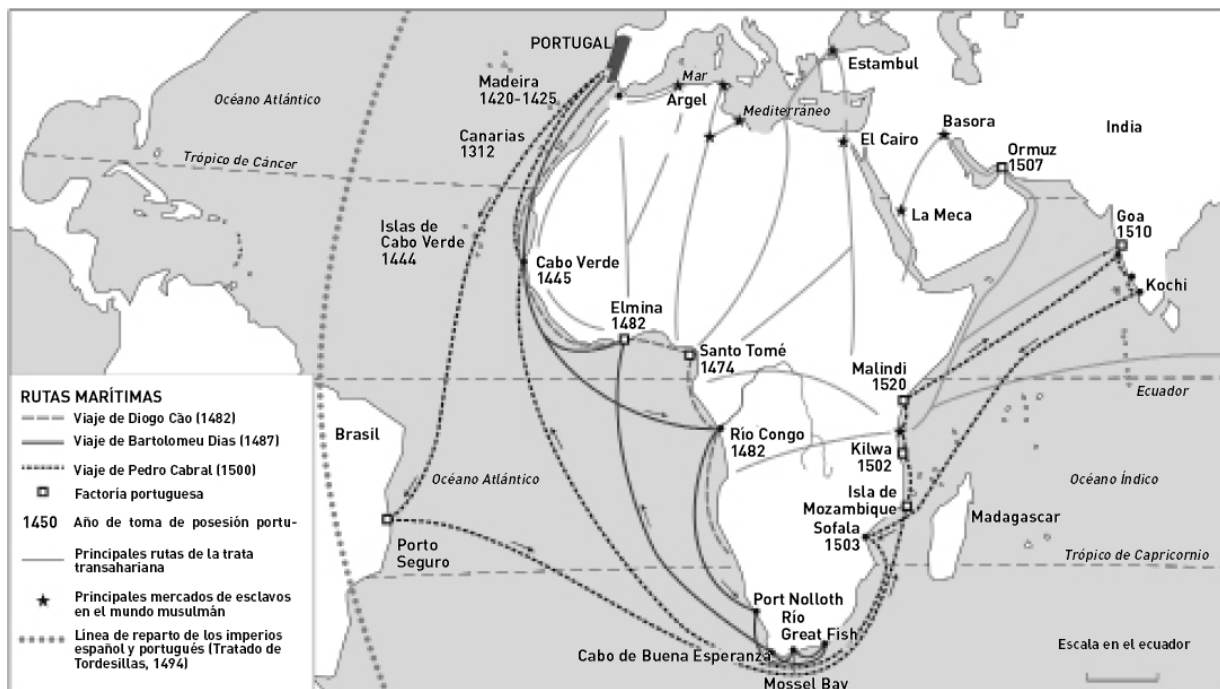 PORTUGAL
Estambul
Mar
Mediterráneo
Argel
Madeira
1420-1425
Océano Atlántico
Canarias
1312
Trópico de Cáncer
El Cairo
Basora
India
Ormuz
1507
La Meca
Islas de
Cabo Verde
1444
Cabo Verde
1445
Goa
1510
Kochi
Elmina
1482
Santo Tomé
1474
Malindi
1520
Ecuador
RUTAS MARÍTIMAS
Viaje de Diogo Cão (1482)
Viaje de Bartolomeu Dias (1487)
Viaje de Pedro Cabral (1500)
Factoría portuguesa
1450 Año de toma de posesión portu-
Principales rutas de la trata
transahariana
Principales mercados de esclavos
en el mundo musulmán
Línea de reparto de los imperios
español y portugués (Tratado de
Tordesillas, 1494)
Brasil
Océano Atlántico
Porto
Seguro
Río Congo
1482
Kilwa
1502
Isla de
Mozambique
Sofala
1503
Madagascar
Océano Índico
Trópico de Capricornio
Port Nolloth
Río
Great Fish
Cabo de Buena Esperanza
Mossel Bay
Escala en el ecuador